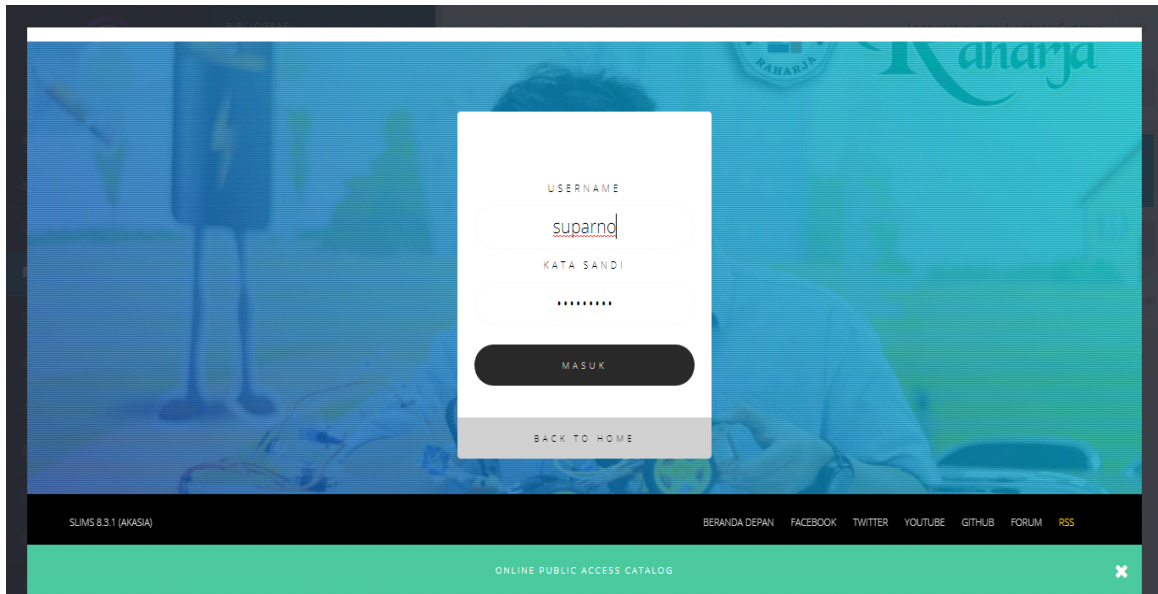 BIBLIOGRAFI
Raharja
RAHARJA
USERNAME
suparno
KATA SANDI
•••••••••
MASUK
BACK TO HOME
SLIMS 8.3.1 (AKASIA)
BERANDA DEPAN FACEBOOK TWITTER YOUTUBE GITHUB FORUM RSS
ONLINE PUBLIC ACCESS CATALOG